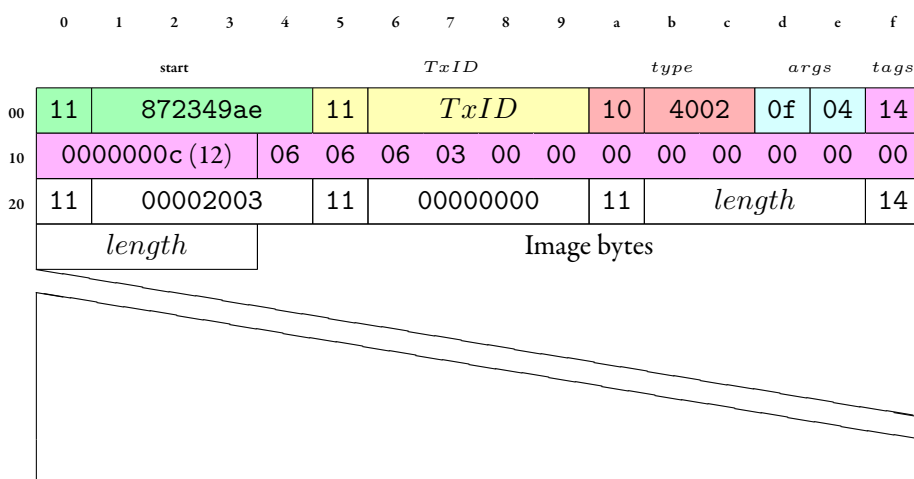 0 1 2 3 4 5 6 7 8 9 a b c d e f
start TxID type args tags
00 11 872349ae 11 TxID 10 4002 0f 04 14
10 0000000c (12) 06 06 06 03 00 00 00 00 00 00 00 00
20 11 00002003 11 00000000 11 length 14
length Image bytes